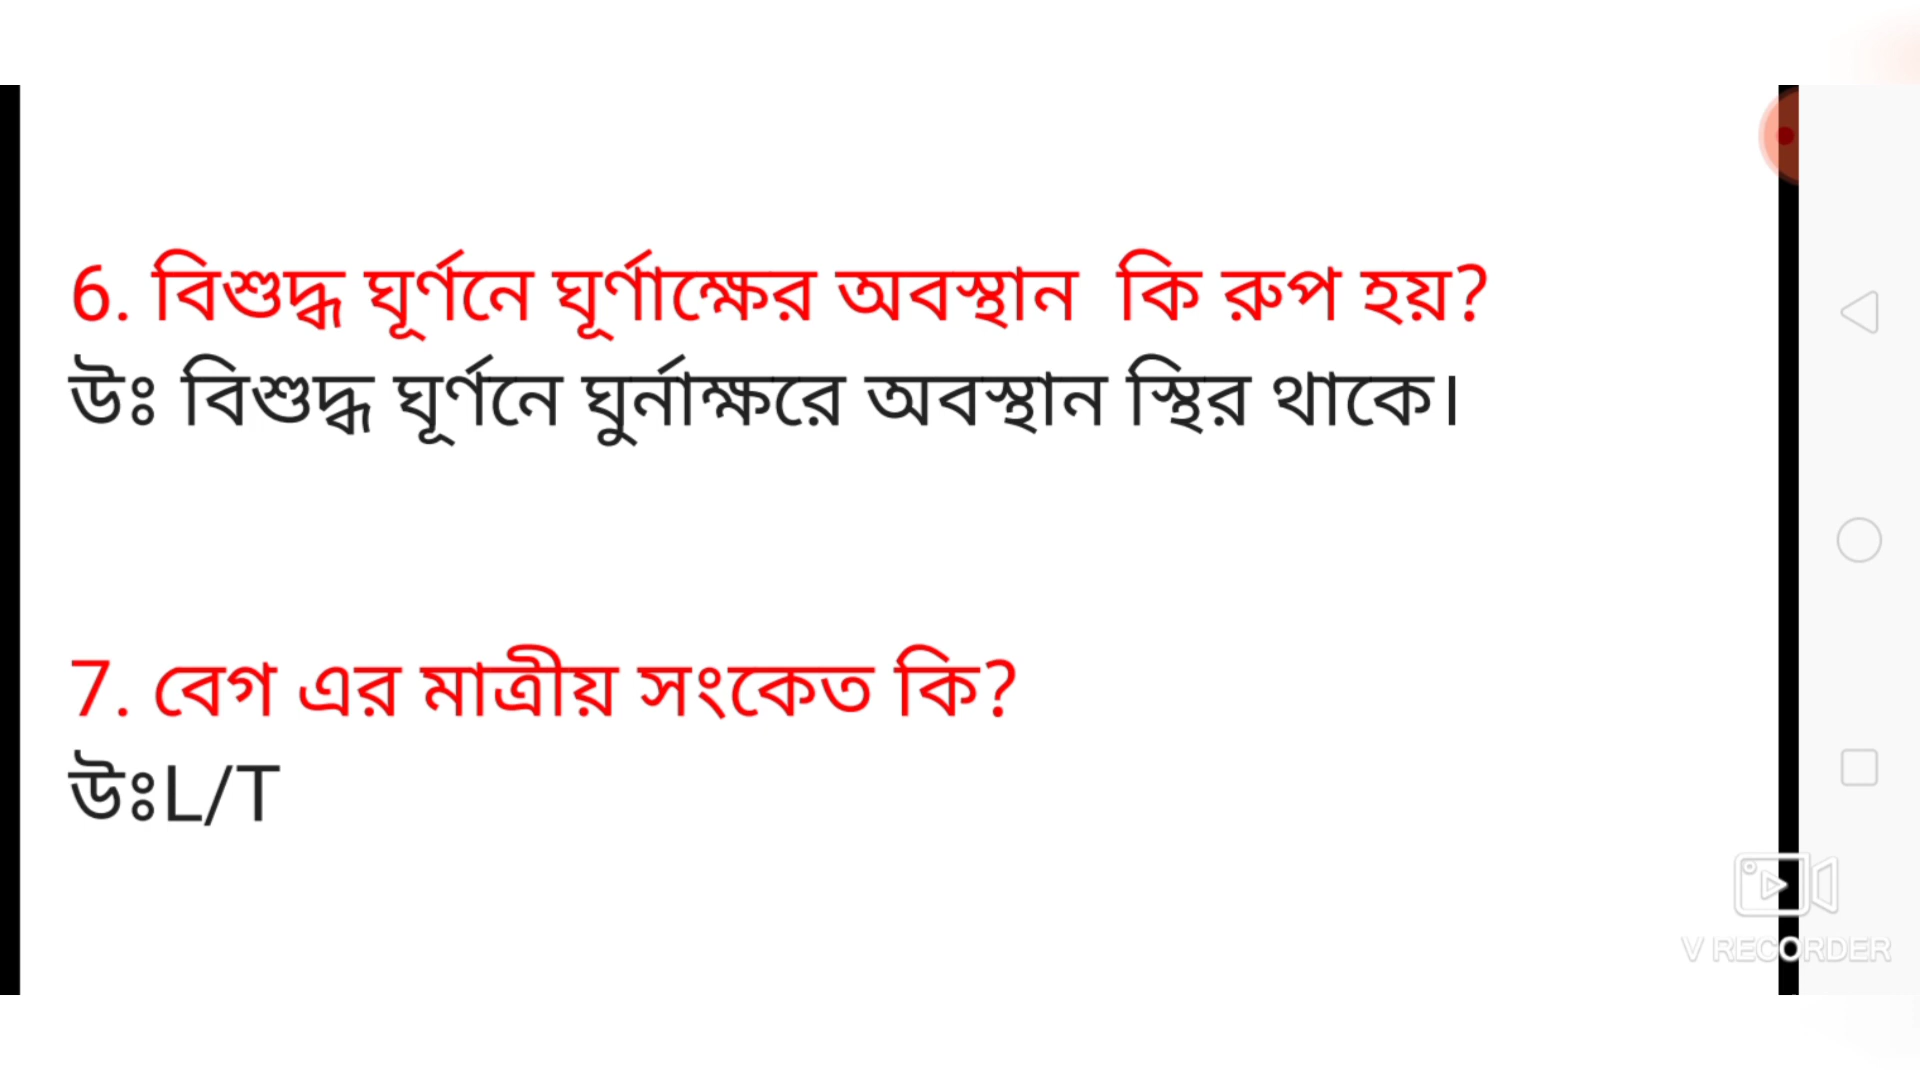 6. বিশুদ্ধ ঘূর্ণনে ঘূর্ণাক্ষের অবস্থান কি রুপ হয়?
উঃ বিশুদ্ধ ঘূর্ণনে ঘুর্নাক্ষরে অবস্থান স্থির থাকে।
7. বেগ এর মাত্রীয় সংকেত কি?
উঃL/T
V RECORDER